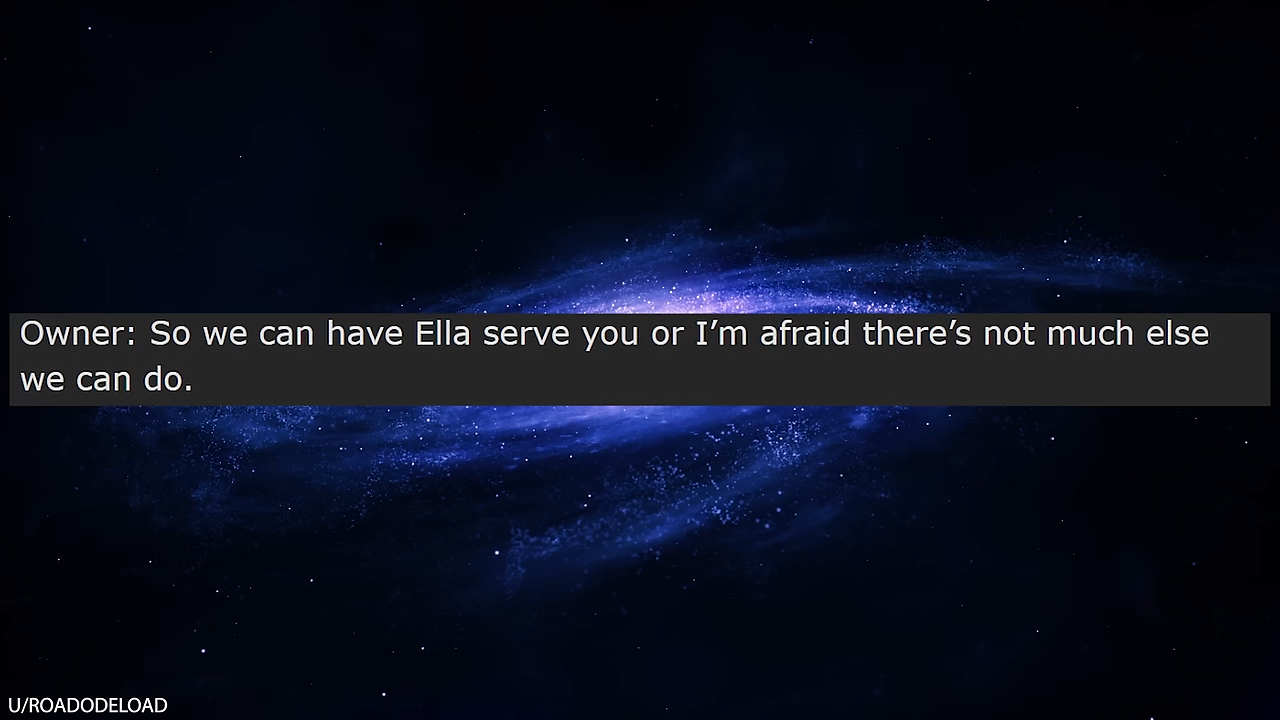 Owner: So we can have Ella serve you or I’m afraid there’s not much else
we can do.
U/ROADODELOAD